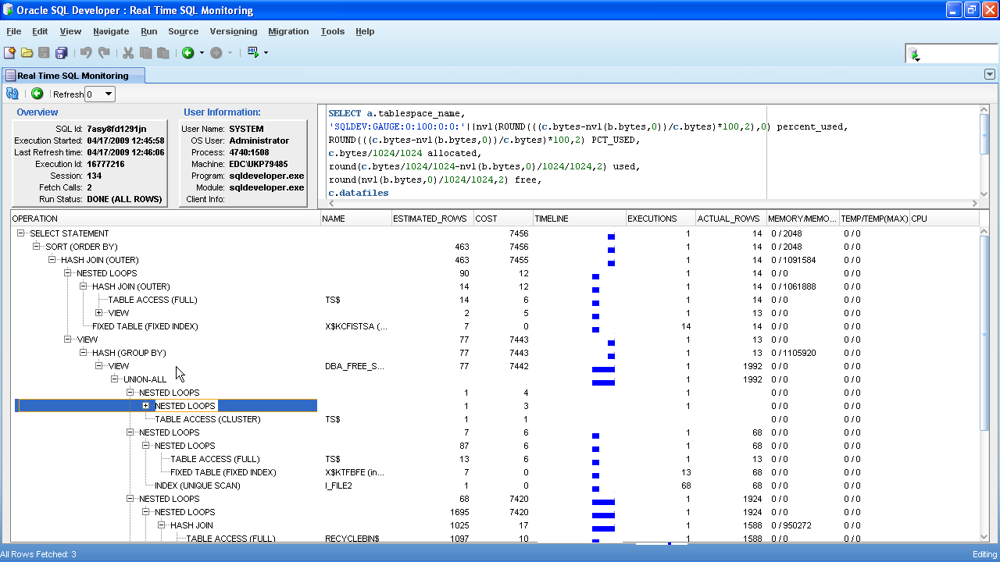 Oracle SQL Developer : Real Time SQL Monitoring
File Edit View Navigate Run Source Versioning Migration Tools Help
Real Time SQL Monitoring
Refresh 0
Overview
SQL Id: 7asy8fd1291jn
Execution Started: 04/17/2009 12:45:58
Last Refresh time: 04/17/2009 12:46:06
Execution Id: 16777216
Session: 134
Fetch Calls: 2
Run Status: DONE (ALL ROWS)
User Information:
User Name: SYSTEM
OS User: Administrator
Process: 4740:1508
Machine: EDC\UKP79485
Program: sqldeveloper.exe
Module: sqldeveloper.exe
Client Info:
SELECT a.tablespace_name,
'SQLDEV:GAUGE:0:100:0:0:'||nvl(ROUND(((c.bytes-nvl(b.bytes,0))/c.bytes)*100,2),0) percent_used,
ROUND(((c.bytes-nvl(b.bytes,0))/c.bytes)*100,2) PCT_USED,
c.bytes/1024/1024 allocated,
round(c.bytes/1024/1024-nvl(b.bytes,0)/1024/1024,2) used,
round(nvl(b.bytes,0)/1024/1024,2) free,
c.datafiles
OPERATION NAME ESTIMATED_ROWS COST TIMELINE EXECUTIONS ACTUAL_ROWS MEMORY/MEMO... TEMP/TEMP(MAX) CPU
SELECT STATEMENT 7456 1 14 0 / 2048 0 / 0
SORT (ORDER BY) 463 7456 1 14 0 / 2048 0 / 0
HASH JOIN (OUTER) 463 7455 1 14 0 / 1091584 0 / 0
NESTED LOOPS 90 12 1 14 0 / 0 0 / 0
HASH JOIN (OUTER) 14 12 1 14 0 / 1061888 0 / 0
TABLE ACCESS (FULL) TS$ 14 6 1 14 0 / 0 0 / 0
VIEW 2 5 1 13 0 / 0 0 / 0
FIXED TABLE (FIXED INDEX) X$KCFISTSA (... 7 0 14 14 0 / 0 0 / 0
VIEW 77 7443 1 13 0 / 0 0 / 0
HASH (GROUP BY) 77 7443 1 13 0 / 1105920 0 / 0
VIEW DBA_FREE_S... 77 7442 1 1992 0 / 0 0 / 0
UNION-ALL 1 1992 0 / 0 0 / 0
NESTED LOOPS 1 4 1 0 / 0 0 / 0
NESTED LOOPS 1 3 1 0 / 0 0 / 0
TABLE ACCESS (CLUSTER) TS$ 1 1 0 / 0 0 / 0
NESTED LOOPS 7 6 1 68 0 / 0 0 / 0
NESTED LOOPS 87 6 1 68 0 / 0 0 / 0
TABLE ACCESS (FULL) TS$ 13 6 1 13 0 / 0 0 / 0
FIXED TABLE (FIXED INDEX) X$KTFBFE (in... 7 0 13 68 0 / 0 0 / 0
INDEX (UNIQUE SCAN) I_FILE2 1 0 68 68 0 / 0 0 / 0
NESTED LOOPS 68 7420 1 1924 0 / 0 0 / 0
NESTED LOOPS 1695 7420 1 1924 0 / 0 0 / 0
HASH JOIN 1025 17 1 1588 0 / 950272 0 / 0
TABLE ACCESS (FULL) RECYCLEBIN$ 1097 10 1 1588 0 / 0 0 / 0
All Rows Fetched: 3
Editing